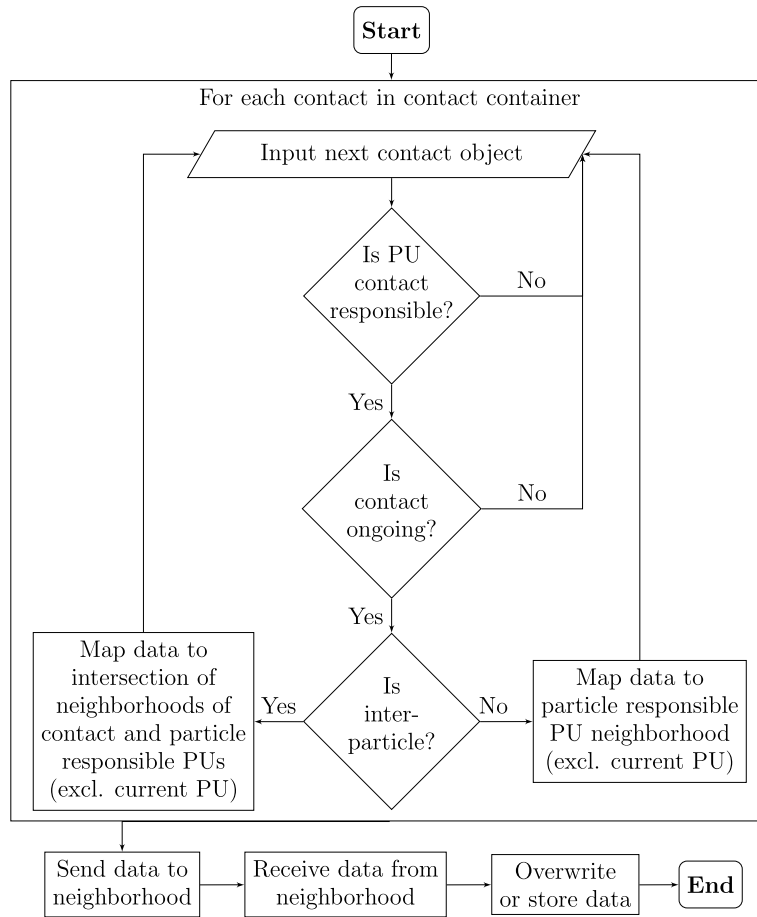 Start
For each contact in contact container
Input next contact object
Is PU
contact
responsible?
No
Yes
Is
contact
ongoing?
No
Yes
Map data to
intersection of
neighborhoods of
contact and particle
responsible PUs
(excl. current PU)
Yes
Is
inter-
particle?
No
Map data to
particle responsible
PU neighborhood
(excl. current PU)
Send data to
neighborhood
Receive data from
neighborhood
Overwrite
or store data
End